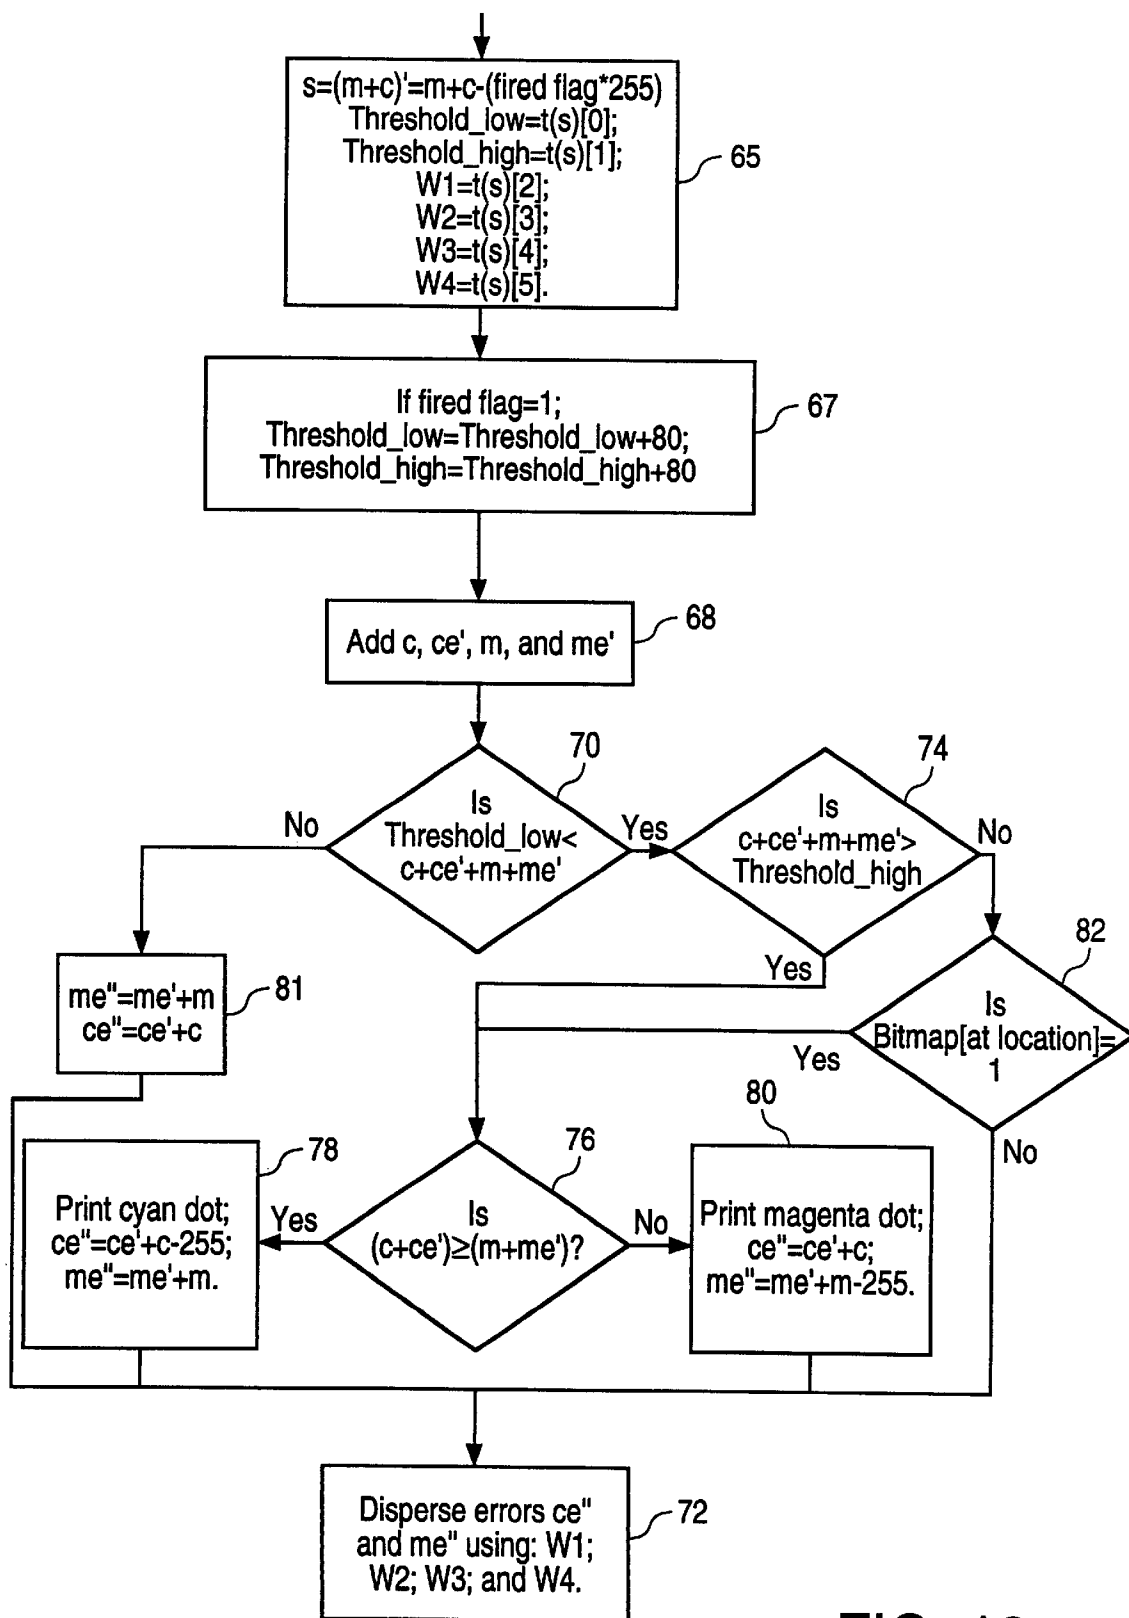 s=(m+c)'=m+c-(fired flag*255)
Threshold_low=t(s)[0];
Threshold_high=t(s)[1];
W1=t(s)[2];
W2=t(s)[3];
W3=t(s)[4];
W4=t(s)[5].
65
If fired flag=1;
Threshold_low=Threshold_low+80;
Threshold_high=Threshold_high+80
67
Add c, ce', m, and me'
68
70
Is
Threshold_low<
c+ce'+m+me'
No
Yes
74
Is
c+ce'+m+me'>
Threshold_high
No
Yes
82
Is
Bitmap[at location]=
1
Yes
No
me"=me'+m
ce"=ce'+c
81
78
Print cyan dot;
ce"=ce'+c-255;
me"=me'+m.
Yes
76
Is
(c+ce')≥(m+me')?
No
80
Print magenta dot;
ce"=ce'+c;
me"=me'+m-255.
Disperse errors ce"
and me" using: W1;
W2; W3; and W4.
72